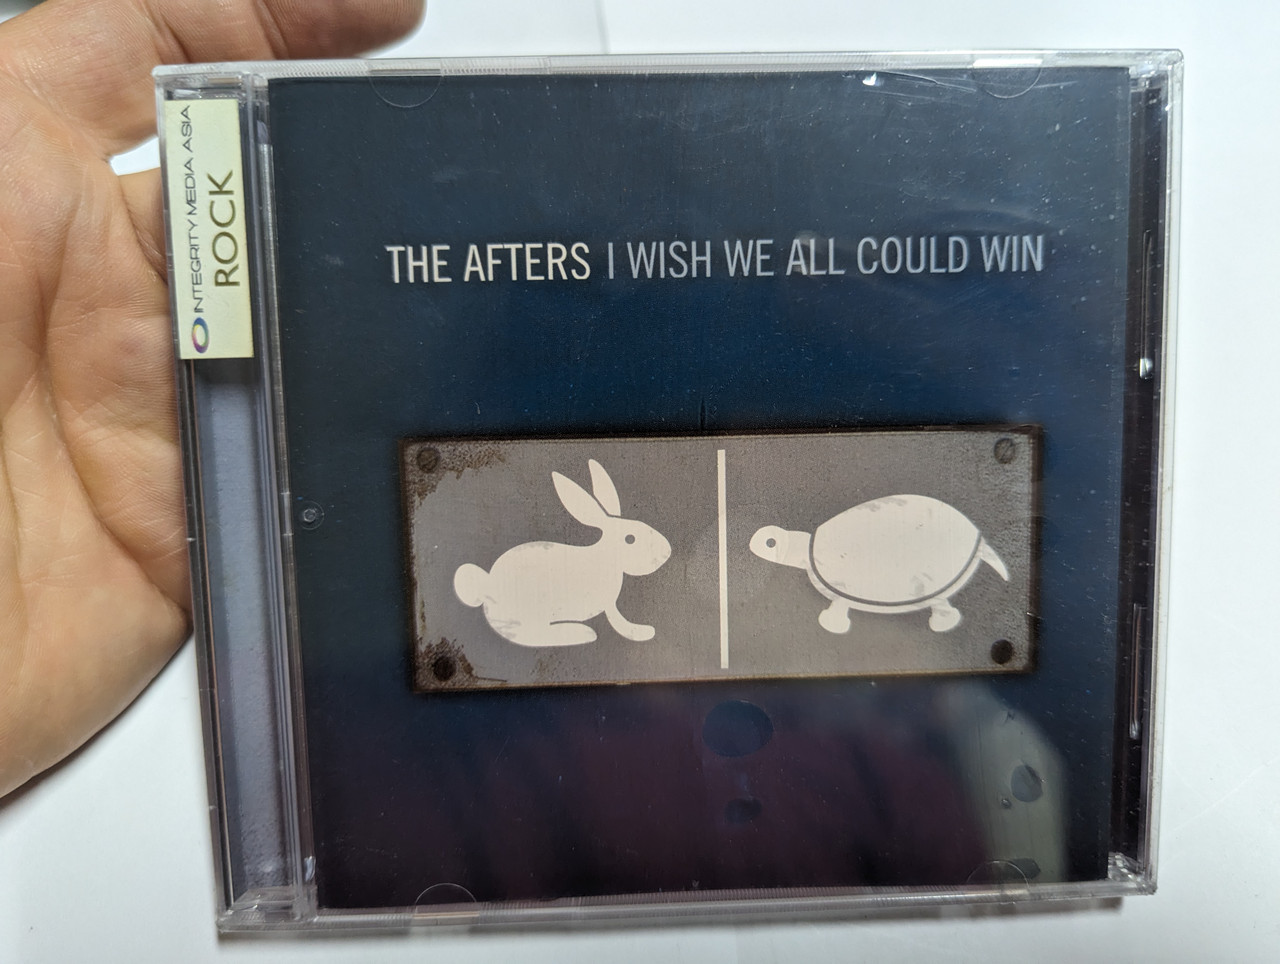 INTEGRITY MEDIA ASIA
ROCK
THE AFTERS I WISH WE ALL COULD WIN